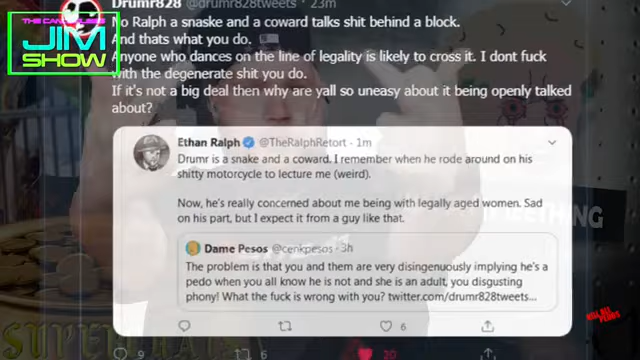 Drumr828 @drumr828tweets · 23m
THE
JIM
SHOW
No Ralph a snaske and a coward talks shit behind a block.
And thats what you do.
Anyone who dances on the line of legality is likely to cross it. I dont fuck
with the degenerate shit you do.
If it's not a big deal then why are yall so uneasy about it being openly talked
about?
Ethan Ralph @TheRalphRetort · 1m
Drumr is a snake and a coward. I remember when he rode around on his
shitty motorcycle to lecture me (weird).
Now, he's really concerned about me being with legally aged women. Sad
on his part, but I expect it from a guy like that.
Dame Pesos @cenkpesos · 3h
The problem is that you and them are very disingenuously implying he's a
pedo when you all know he is not and she is an adult, you disgusting
phony! What the fuck is wrong with you? twitter.com/drumr828tweets...
6
9
6
20